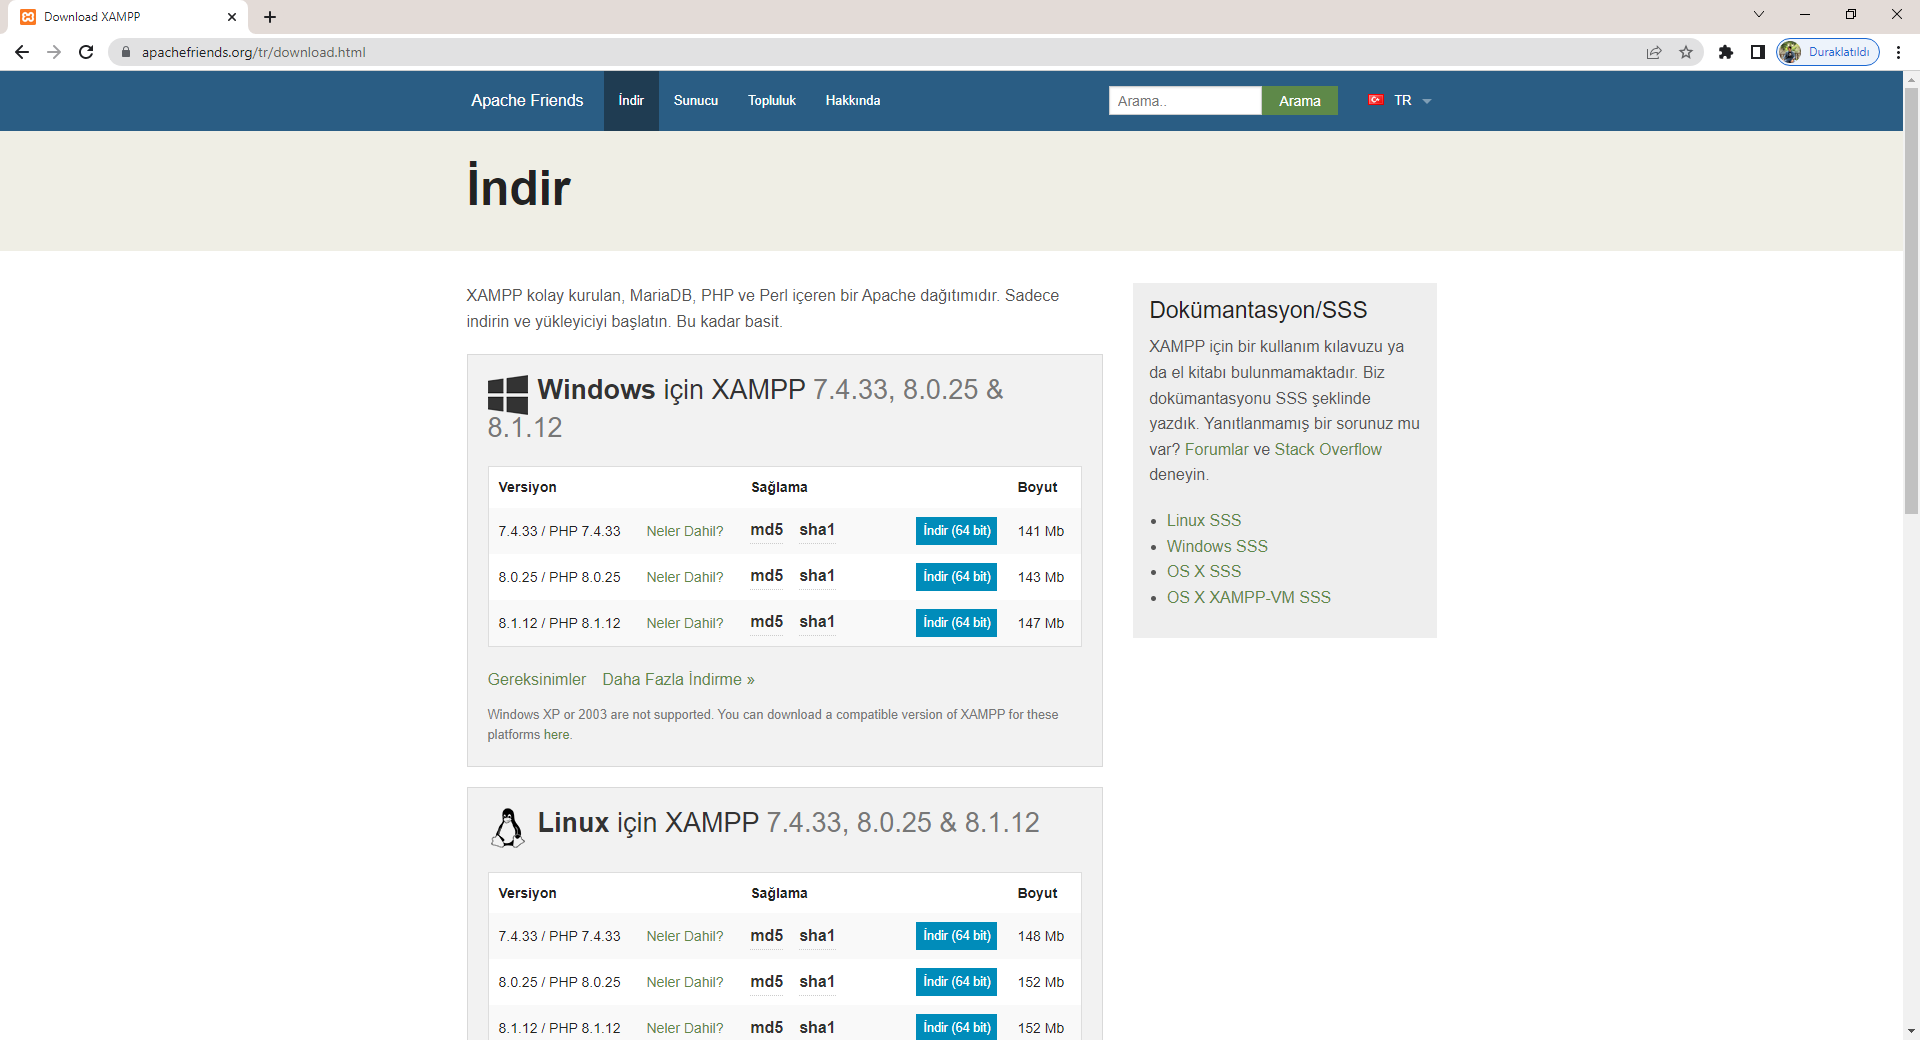 Download XAMPP
apachefriends.org/tr/download.html
Duraklatıldı
Apache Friends
İndir
Sunucu
Topluluk
Hakkında
Arama..
Arama
TR
İndir
XAMPP kolay kurulan, MariaDB, PHP ve Perl içeren bir Apache dağıtımıdır. Sadece
indirin ve yükleyiciyi başlatın. Bu kadar basit.
Windows için XAMPP 7.4.33, 8.0.25 &
8.1.12
Versiyon Sağlama Boyut
7.4.33 / PHP 7.4.33 Neler Dahil? md5 sha1 İndir (64 bit) 141 Mb
8.0.25 / PHP 8.0.25 Neler Dahil? md5 sha1 İndir (64 bit) 143 Mb
8.1.12 / PHP 8.1.12 Neler Dahil? md5 sha1 İndir (64 bit) 147 Mb
Gereksinimler Daha Fazla İndirme »
Windows XP or 2003 are not supported. You can download a compatible version of XAMPP for these
platforms here.
Linux için XAMPP 7.4.33, 8.0.25 & 8.1.12
Versiyon Sağlama Boyut
7.4.33 / PHP 7.4.33 Neler Dahil? md5 sha1 İndir (64 bit) 148 Mb
8.0.25 / PHP 8.0.25 Neler Dahil? md5 sha1 İndir (64 bit) 152 Mb
8.1.12 / PHP 8.1.12 Neler Dahil? md5 sha1 İndir (64 bit) 152 Mb
Dokümantasyon/SSS
XAMPP için bir kullanım kılavuzu ya
da el kitabı bulunmamaktadır. Biz
dokümantasyonu SSS şeklinde
yazdık. Yanıtlanmamış bir sorunuz mu
var? Forumlar ve Stack Overflow
deneyin.
• Linux SSS
• Windows SSS
• OS X SSS
• OS X XAMPP-VM SSS